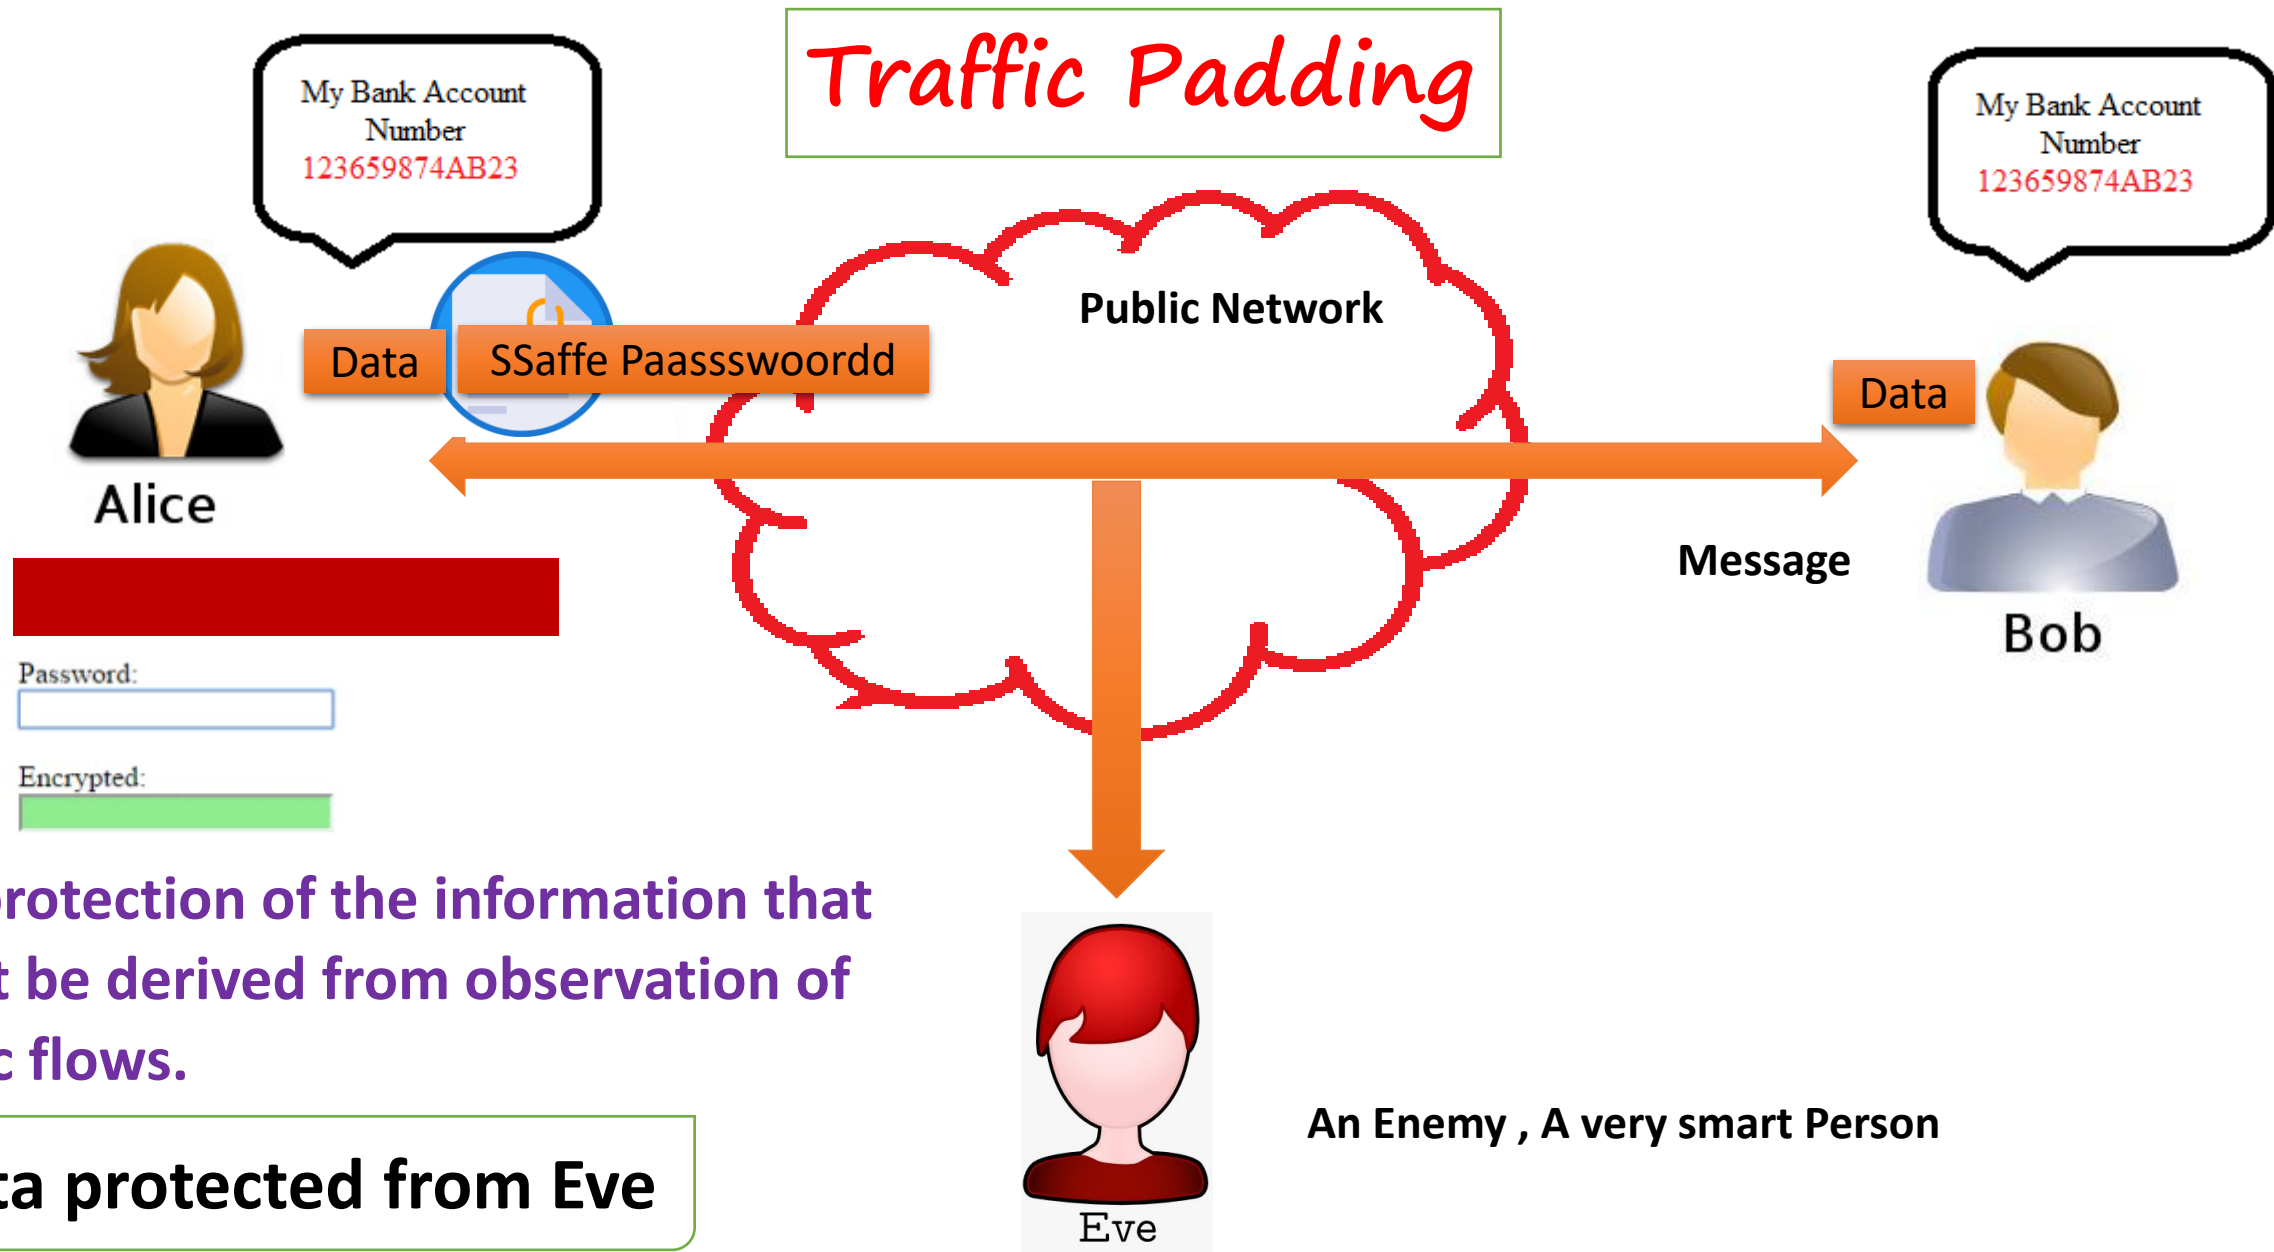 Traffic Padding
My Bank Account
Number
123659874AB23
My Bank Account
Number
123659874AB23
Public Network
Data
SSaffe Paassswoordd
Data
Alice
Message
Bob
Password:
Encrypted:
rotection of the information that
t be derived from observation of
c flows.
ta protected from Eve
An Enemy , A very smart Person
Eve